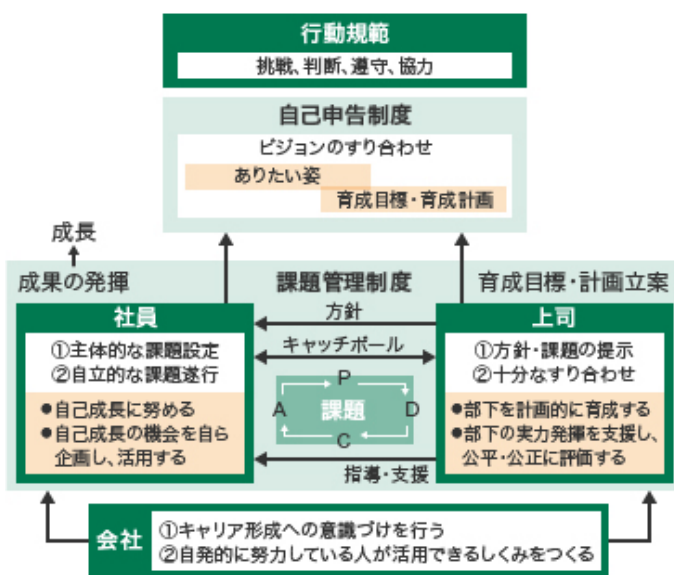 行動規範
挑戦、判断、遵守、協力
自己申告制度
ビジョンのすり合わせ
ありたい姿
育成目標・育成計画
成長
成果の発揮
課題管理制度
育成目標・計画立案
社員
①主体的な課題設定
②自立的な課題遂行
●自己成長に努める
●自己成長の機会を自ら
企画し、活用する
方針
キャッチボール
P
A
課題
D
C
指導・支援
上司
①方針・課題の提示
②十分なすり合わせ
●部下を計画的に育成する
●部下の実力発揮を支援し、
公平・公正に評価する
会社
①キャリア形成への意識づけを行う
②自発的に努力している人が活用できるしくみをつくる